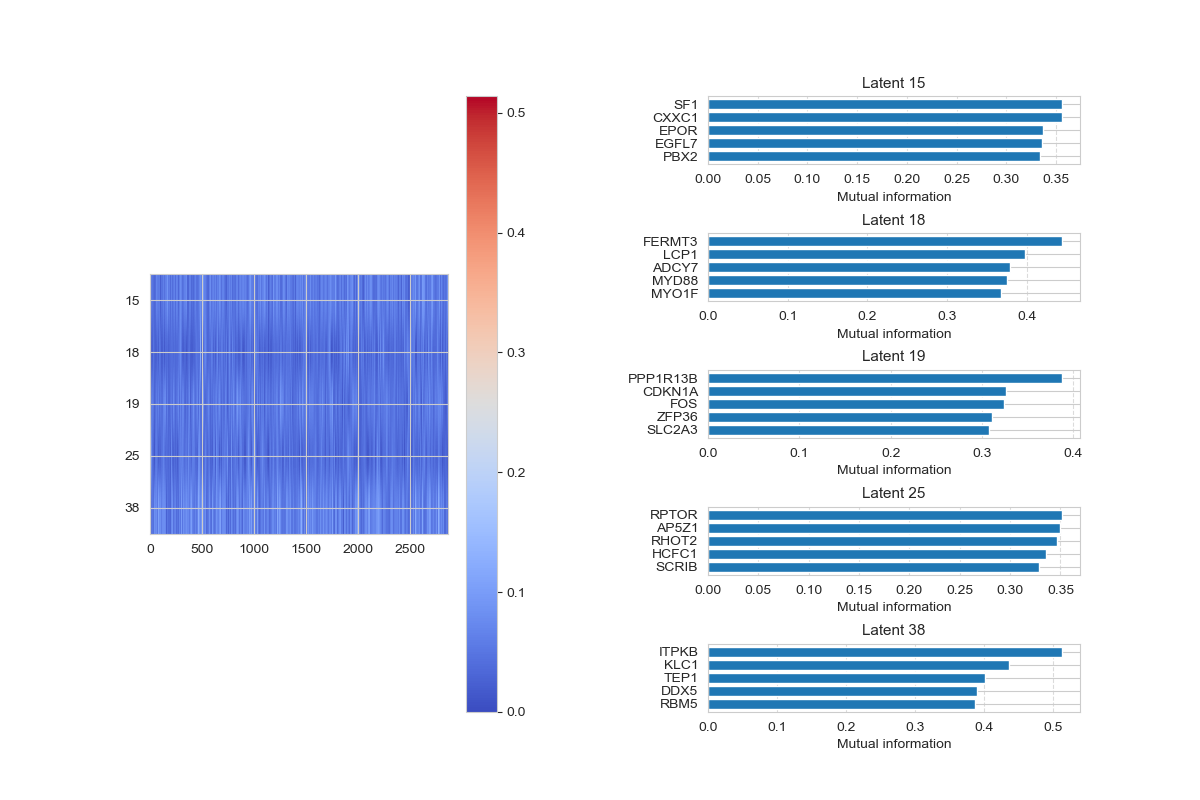 15
18
19
25
38
0 500 1000 1500 2000 2500
0.5
0.4
0.3
0.2
0.1
0.0
Latent 15
SF1
CXXC1
EPOR
EGFL7
PBX2
0.00 0.05 0.10 0.15 0.20 0.25 0.30 0.35
Mutual information
Latent 18
FERMT3
LCP1
ADCY7
MYD88
MYO1F
0.0 0.1 0.2 0.3 0.4
Mutual information
Latent 19
PPP1R13B
CDKN1A
FOS
ZFP36
SLC2A3
0.0 0.1 0.2 0.3 0.4
Mutual information
Latent 25
RPTOR
AP5Z1
RHOT2
HCFC1
SCRIB
0.00 0.05 0.10 0.15 0.20 0.25 0.30 0.35
Mutual information
Latent 38
ITPKB
KLC1
TEP1
DDX5
RBM5
0.0 0.1 0.2 0.3 0.4 0.5
Mutual information